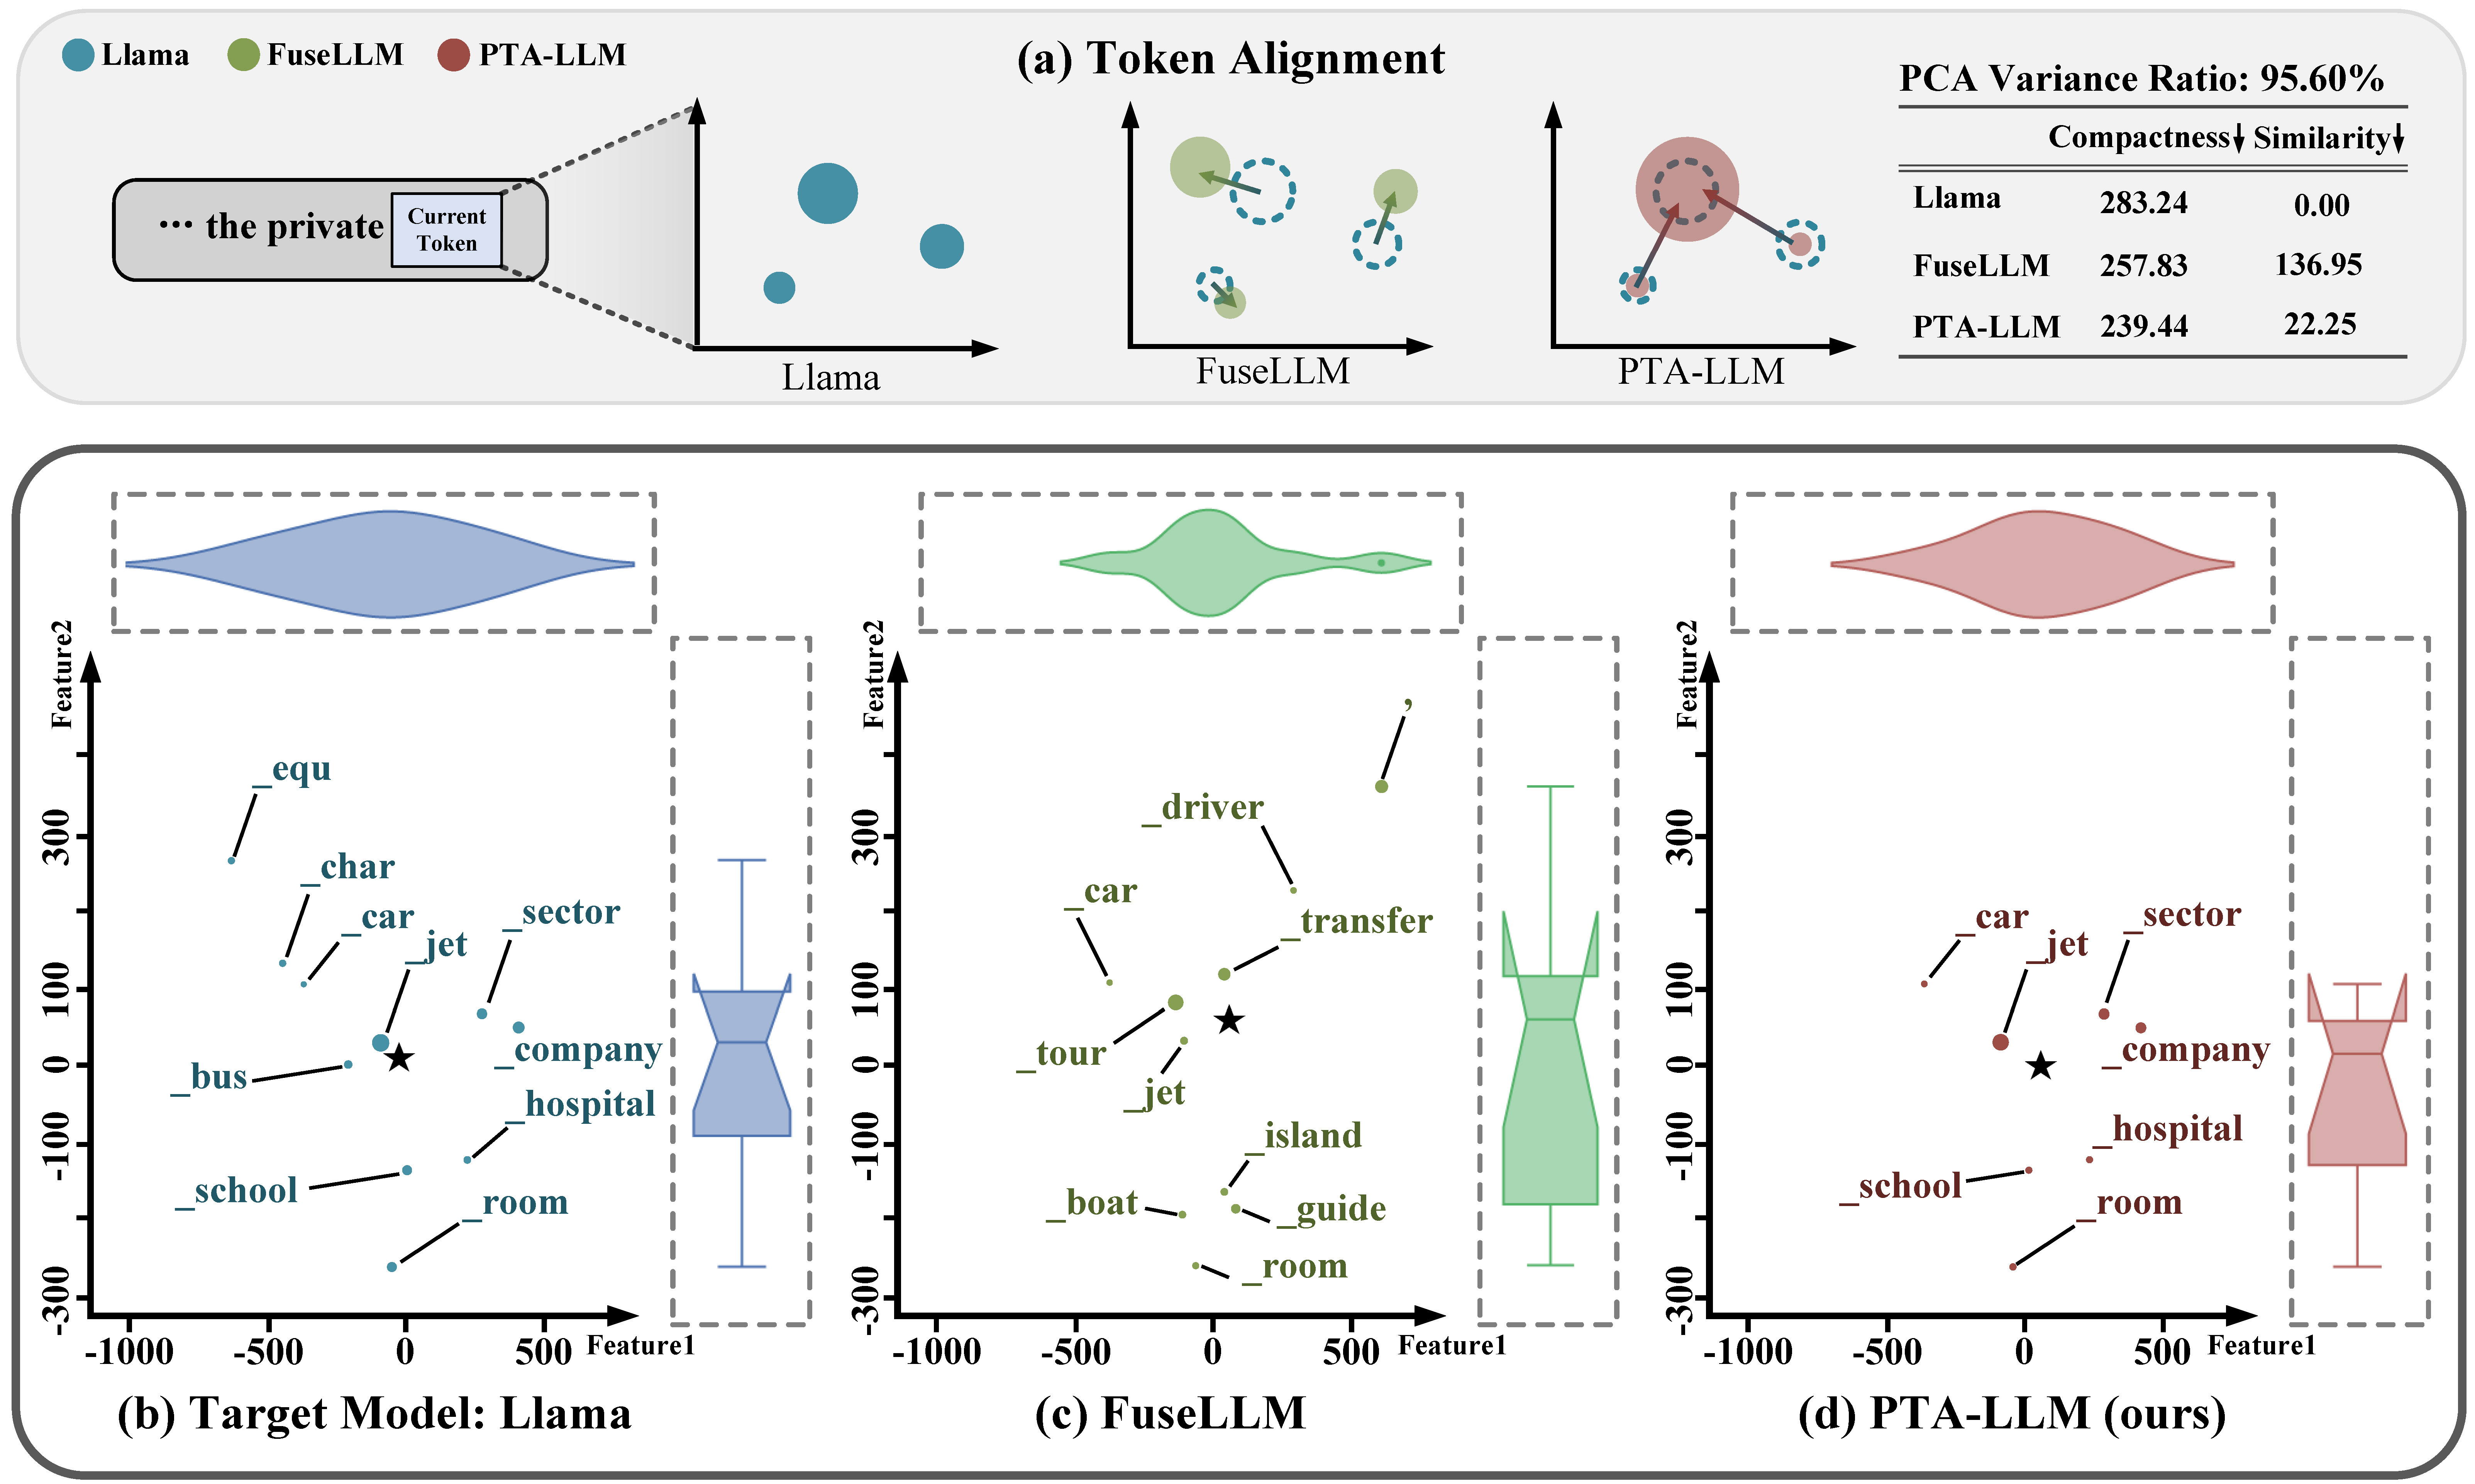 Llama FuseLLM PTA-LLM
(a) Token Alignment
··· the private
Current
Token
Llama
FuseLLM
PTA-LLM
PCA Variance Ratio: 95.60%
Compactness↓ Similarity↓
Llama 283.24 0.00
FuseLLM 257.83 136.95
PTA-LLM 239.44 22.25
Feature2
300
100
0
-100
-300
_equ
_char
_car
_jet
_sector
_bus
_company
_hospital
_school
_room
-1000 -500 0 500 Feature1
(b) Target Model: Llama
Feature2
300
100
0
-100
-300
,
_driver
_car
_transfer
_tour
_jet
_island
_boat
_guide
_room
-1000 -500 0 500 Feature1
(c) FuseLLM
Feature2
300
100
0
-100
-300
_car
_jet
_sector
_company
_hospital
_school
_room
-1000 -500 0 500 Feature1
(d) PTA-LLM (ours)